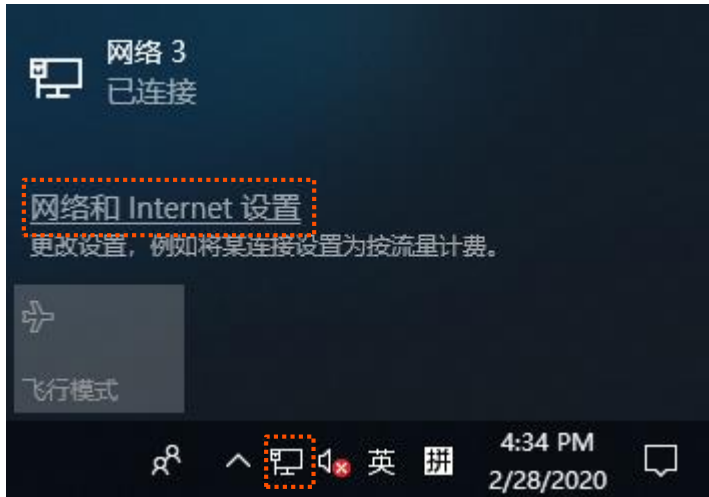 网络 3
已连接
网络和 Internet 设置
更改设置，例如将某连接设置为按流量计费。
飞行模式
英 拼 4:34 PM
2/28/2020